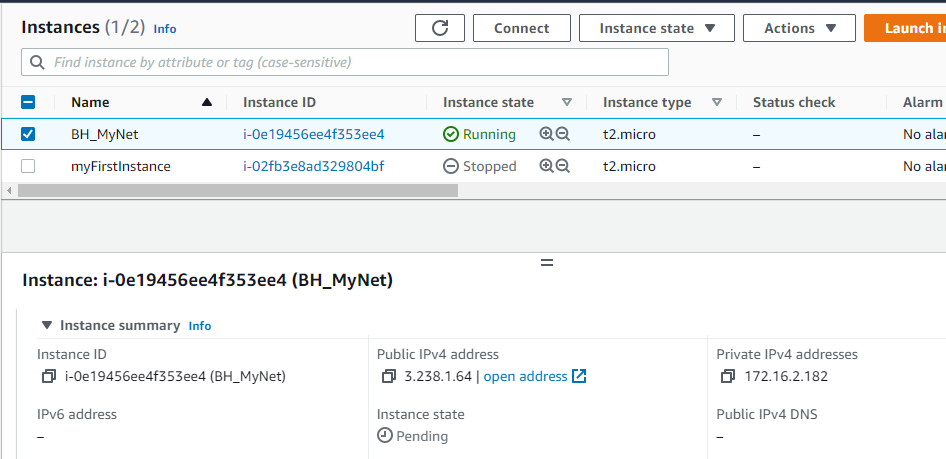 Instances (1/2) Info Connect Instance state Actions Launch in
Find instance by attribute or tag (case-sensitive)
Name Instance ID Instance state Instance type Status check Alarm
BH_MyNet i-0e19456ee4f353ee4 Running t2.micro – No alar
myFirstInstance i-02fb3e8ad329804bf Stopped t2.micro – No alar
Instance: i-0e19456ee4f353ee4 (BH_MyNet)
Instance summary Info
Instance ID Public IPv4 address Private IPv4 addresses
i-0e19456ee4f353ee4 (BH_MyNet) 3.238.1.64 | open address 172.16.2.182
IPv6 address Instance state Public IPv4 DNS
– Pending –